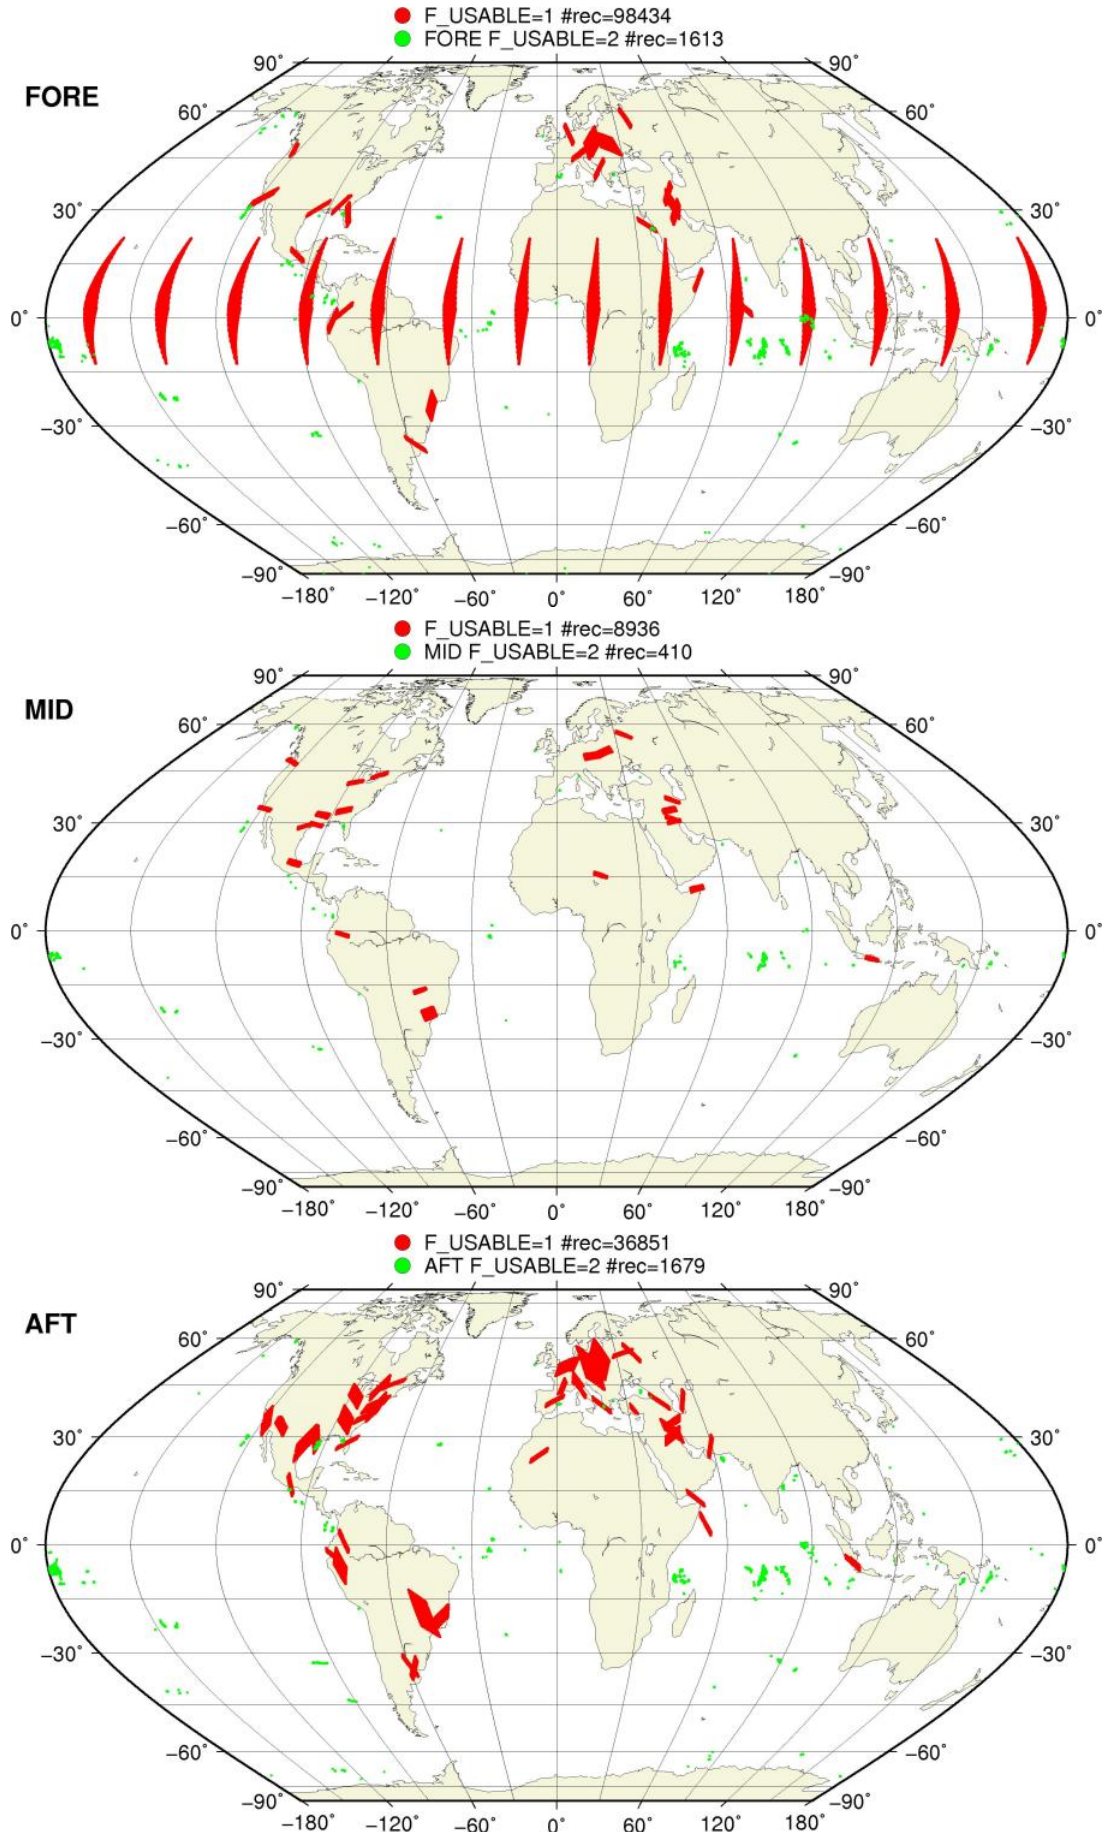 F_USABLE=1 #rec=98434
FORE F_USABLE=2 #rec=1613
FORE
90° 90°
60° 60°
30° 30°
0° 0°
−30° −30°
−60° −60°
−90° −90°
−180° −120° −60° 0° 60° 120° 180°
F_USABLE=1 #rec=8936
MID F_USABLE=2 #rec=410
MID
90° 90°
60° 60°
30° 30°
0° 0°
−30° −30°
−60° −60°
−90° −90°
−180° −120° −60° 0° 60° 120° 180°
F_USABLE=1 #rec=36851
AFT F_USABLE=2 #rec=1679
AFT
90° 90°
60° 60°
30° 30°
0° 0°
−30° −30°
−60° −60°
−90° −90°
−180° −120° −60° 0° 60° 120° 180°